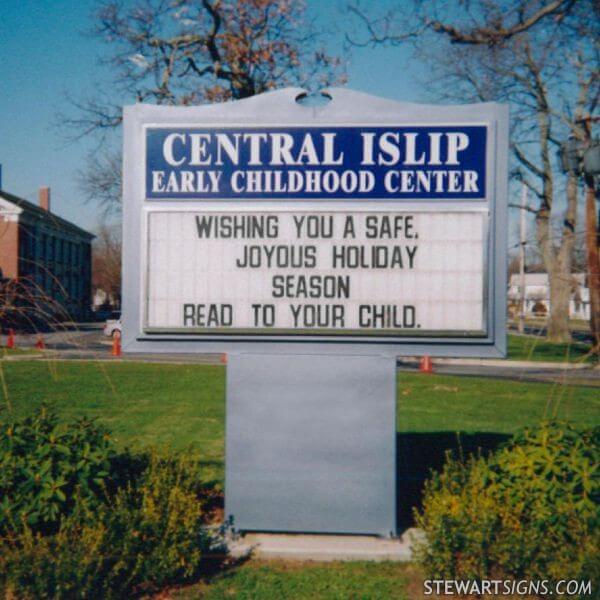 CENTRAL ISLIP
EARLY CHILDHOOD CENTER
WISHING YOU A SAFE.
JOYOUS HOLIDAY
SEASON
READ TO YOUR CHILD.
STEWARTSIGNS.COM